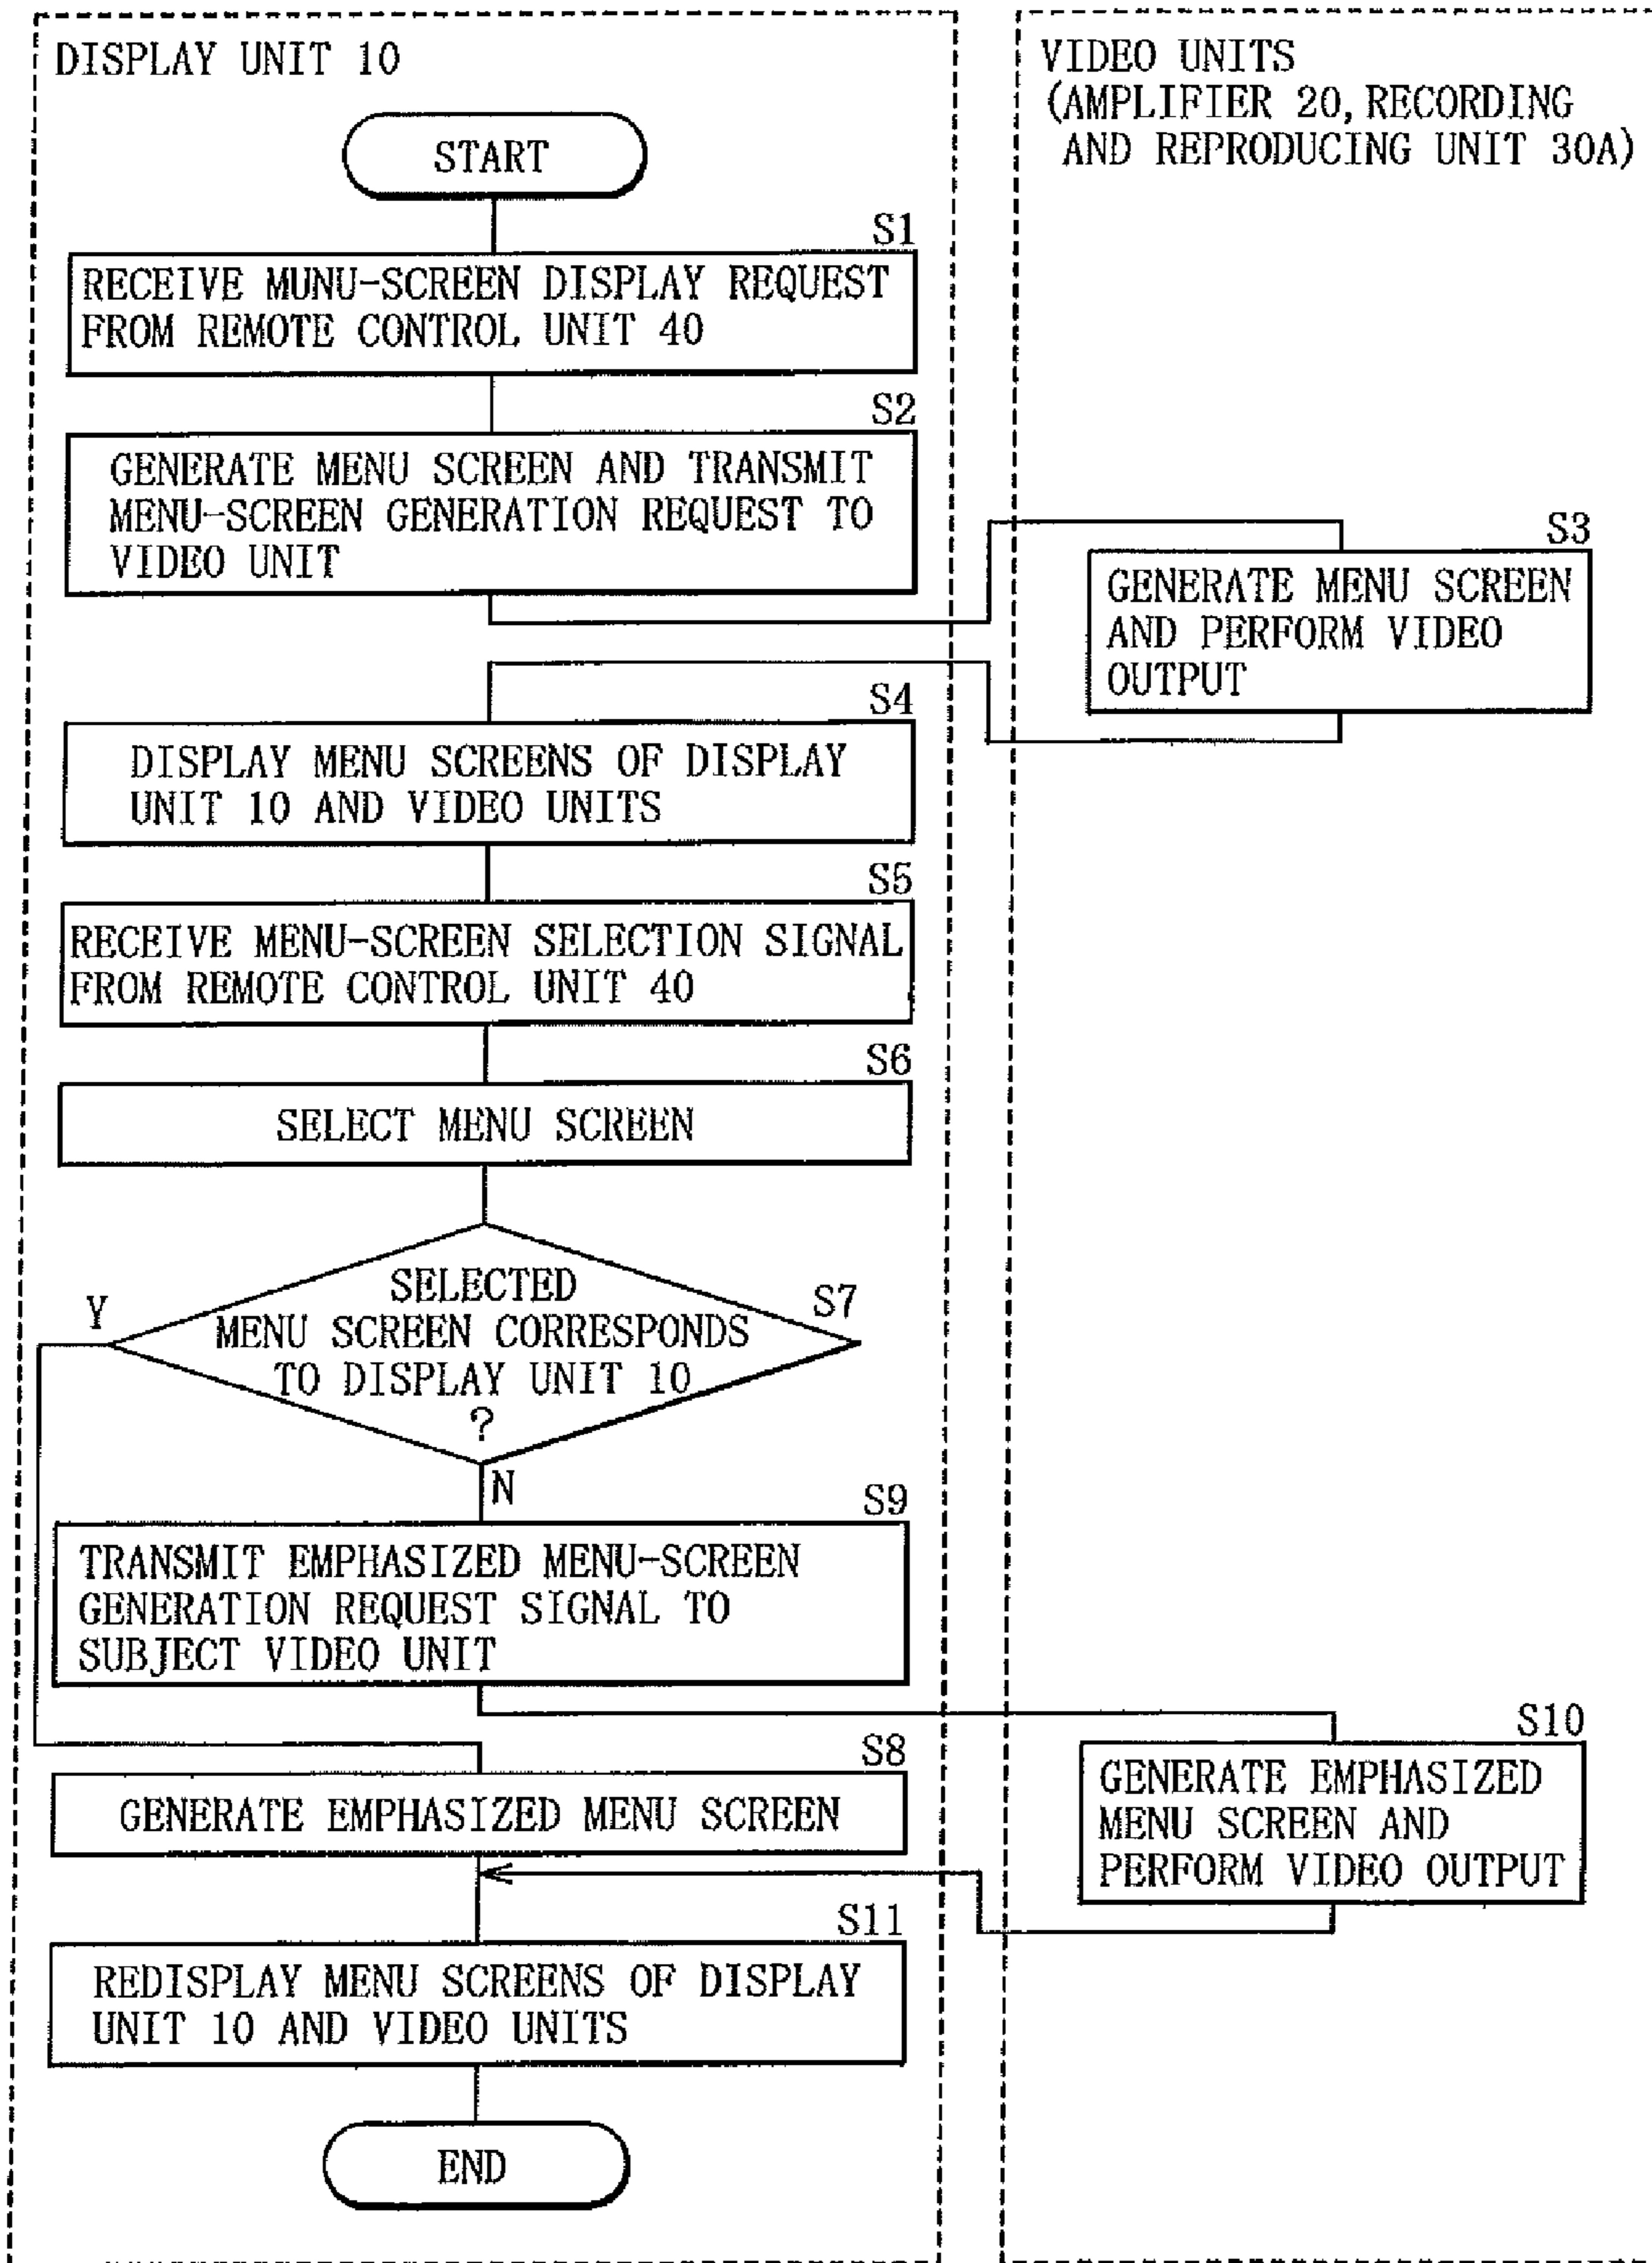 DISPLAY UNIT 10
VIDEO UNITS
(AMPLIFIER 20, RECORDING
AND REPRODUCING UNIT 30A)
START
S1
RECEIVE MUNU-SCREEN DISPLAY REQUEST
FROM REMOTE CONTROL UNIT 40
S2
GENERATE MENU SCREEN AND TRANSMIT
MENU-SCREEN GENERATION REQUEST TO
VIDEO UNIT
S3
GENERATE MENU SCREEN
AND PERFORM VIDEO
OUTPUT
S4
DISPLAY MENU SCREENS OF DISPLAY
UNIT 10 AND VIDEO UNITS
S5
RECEIVE MENU-SCREEN SELECTION SIGNAL
FROM REMOTE CONTROL UNIT 40
S6
SELECT MENU SCREEN
S7
SELECTED
MENU SCREEN CORRESPONDS
TO DISPLAY UNIT 10
?
Y
N
S9
TRANSMIT EMPHASIZED MENU-SCREEN
GENERATION REQUEST SIGNAL TO
SUBJECT VIDEO UNIT
S10
GENERATE EMPHASIZED
MENU SCREEN AND
PERFORM VIDEO OUTPUT
S8
GENERATE EMPHASIZED MENU SCREEN
S11
REDISPLAY MENU SCREENS OF DISPLAY
UNIT 10 AND VIDEO UNITS
END